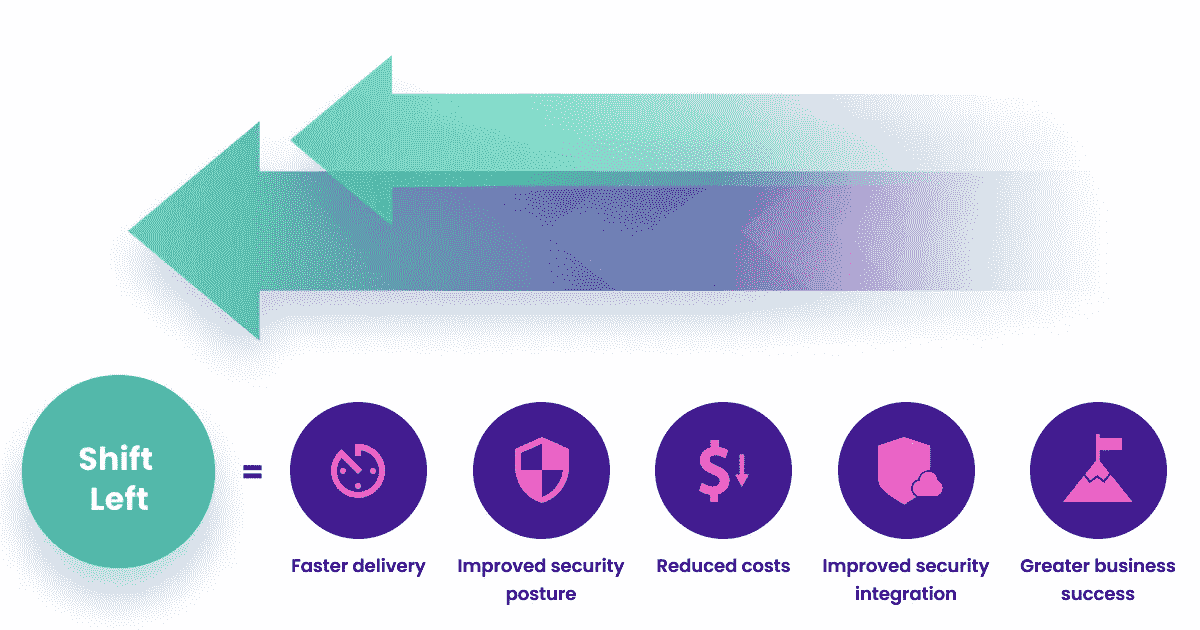 Shift
Left
=
Faster delivery
Improved security
posture
Reduced costs
Improved security
integration
Greater business
success